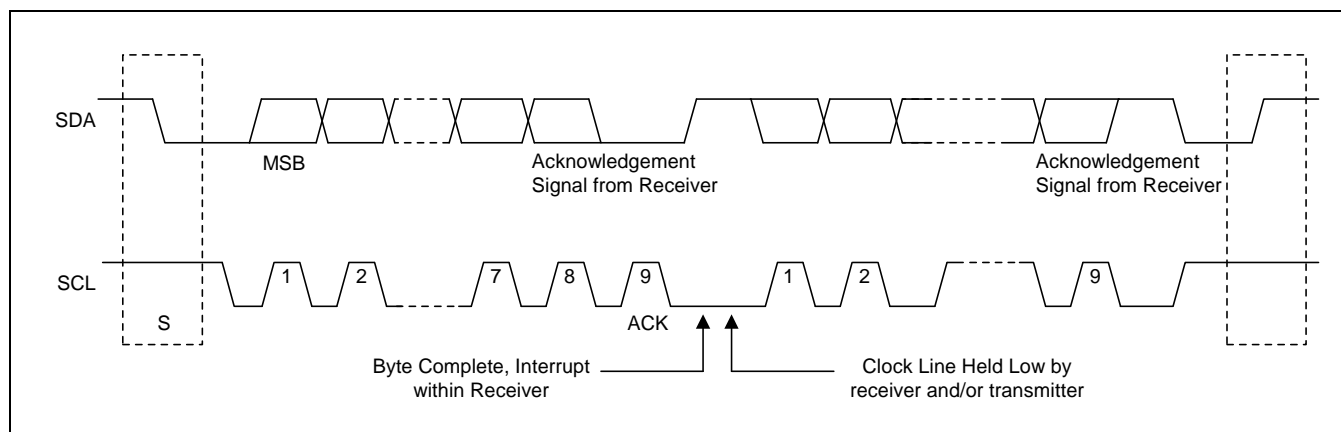 SDA
MSB
Acknowledgement
Signal from Receiver
Acknowledgement
Signal from Receiver
SCL
1
2
7
8
9
1
2
9
S
ACK
Byte Complete, Interrupt
within Receiver
Clock Line Held Low by
receiver and/or transmitter